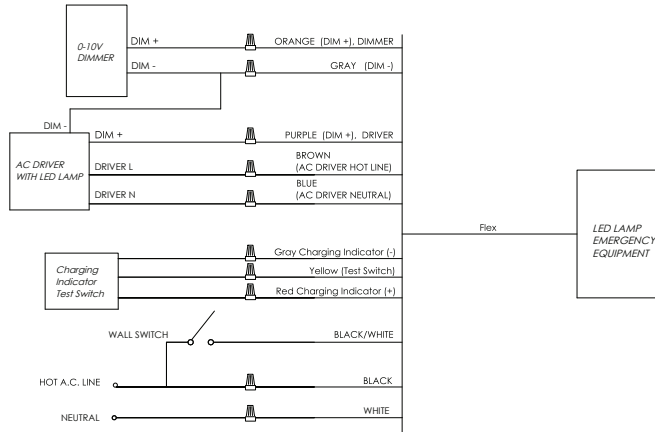 0-10V
DIMMER
DIM +
ORANGE (DIM +), DIMMER
DIM -
GRAY (DIM -)
DIM -
AC DRIVER
WITH LED LAMP
DIM +
PURPLE (DIM +), DRIVER
DRIVER L
BROWN
(AC DRIVER HOT LINE)
DRIVER N
BLUE
(AC DRIVER NEUTRAL)
Flex
LED LAMP
EMERGENCY
EQUIPMENT
Charging
Indicator
Test Switch
Gray Charging Indicator (-)
Yellow (Test Switch)
Red Charging Indicator (+)
WALL SWITCH
BLACK/WHITE
HOT A.C. LINE
BLACK
NEUTRAL
WHITE